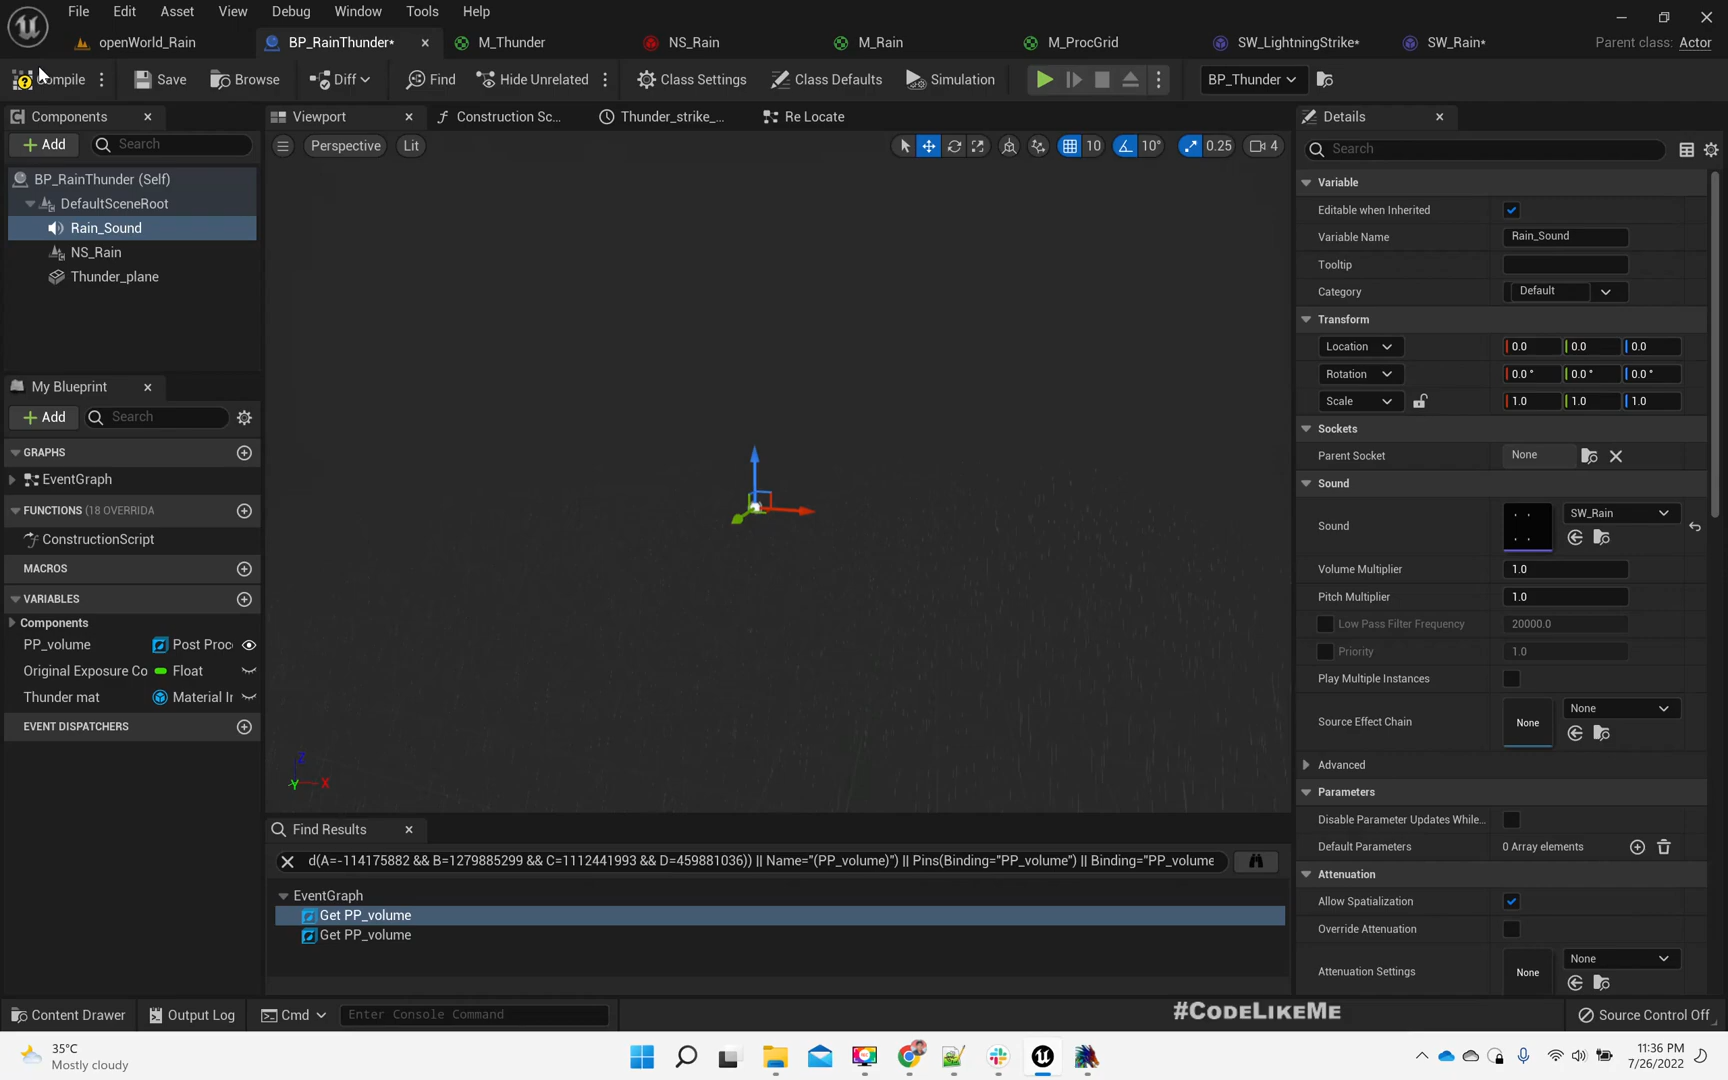 File Edit Asset View Debug Window Tools Help
openWorld_Rain BP_RainThunder* M_Thunder NS_Rain M_Rain M_ProcGrid SW_LightningStrike* SW_Rain* Parent class: Actor
Compile Save Browse Diff Find Hide Unrelated Class Settings Class Defaults Simulation BP_Thunder
Components Viewport Construction Sc... Thunder_strike_... Re Locate Details
Add Search Perspective Lit 10 10° 0.25 4 Search
BP_RainThunder (Self)
DefaultSceneRoot
Rain_Sound
NS_Rain
Thunder_plane
My Blueprint
Add Search
GRAPHS
EventGraph
FUNCTIONS (18 OVERRIDA
ConstructionScript
MACROS
VARIABLES
Components
PP_volume Post Proc
Original Exposure Co Float
Thunder mat Material Ir
EVENT DISPATCHERS
Z
Y X
Find Results
d(A=-114175882 && B=1279885299 && C=1112441993 && D=459881036)) || Name="(PP_volume)") || Pins(Binding="PP_volume") || Binding="PP_volume
EventGraph
Get PP_volume
Get PP_volume
Variable
Editable when Inherited
Variable Name Rain_Sound
Tooltip
Category Default
Transform
Location 0.0 0.0 0.0
Rotation 0.0 ° 0.0 ° 0.0 °
Scale 1.0 1.0 1.0
Sockets
Parent Socket None
Sound
Sound SW_Rain
Volume Multiplier 1.0
Pitch Multiplier 1.0
Low Pass Filter Frequency 20000.0
Priority 1.0
Play Multiple Instances
Source Effect Chain None None
Advanced
Parameters
Disable Parameter Updates While...
Default Parameters 0 Array elements
Attenuation
Allow Spatialization
Override Attenuation
Attenuation Settings None None
Content Drawer Output Log Cmd Enter Console Command #CodeLikeMe Source Control Off
35°C
Mostly cloudy
11:36 PM
7/26/2022